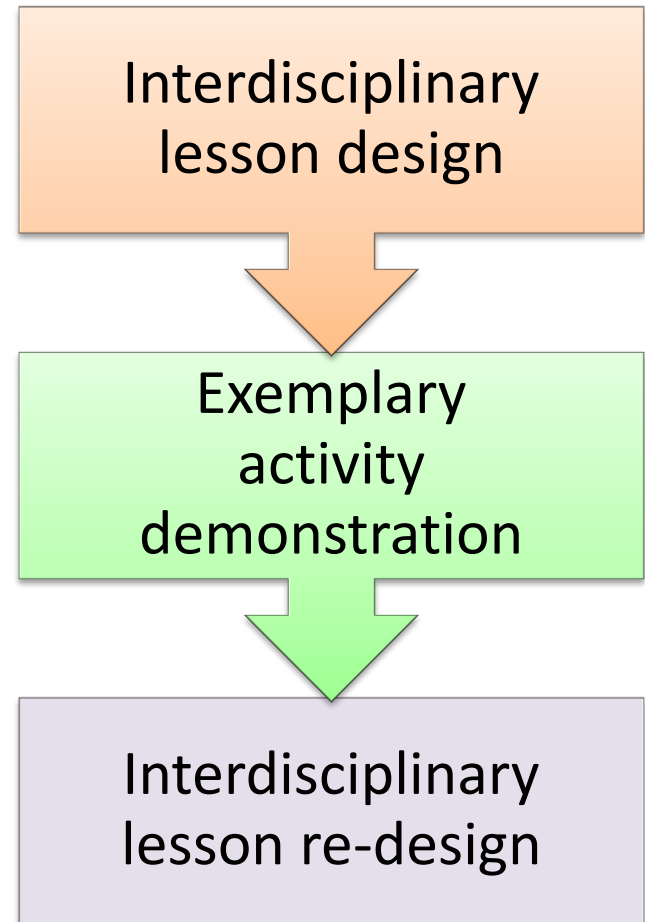 Interdisciplinary
lesson design
Exemplary
activity
demonstration
Interdisciplinary
lesson re-design